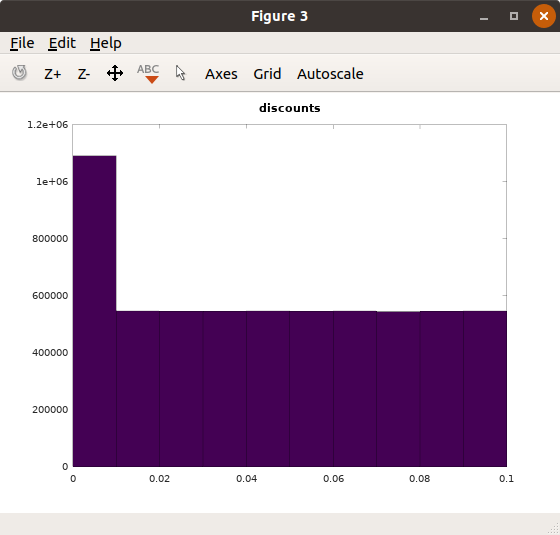 Figure 3
File Edit Help
Z+ Z- ABC Axes Grid Autoscale
discounts
1.2e+06
1e+06
800000
600000
400000
200000
0
0 0.02 0.04 0.06 0.08 0.1